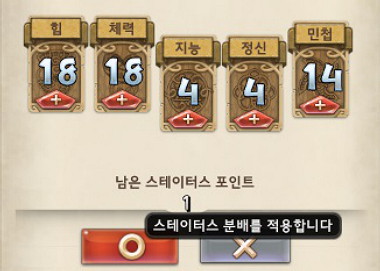 힘 체력 지능 정신 민첩
18 18 4 4 14
남은 스테이터스 포인트
1
스테이터스 분배를 적용합니다